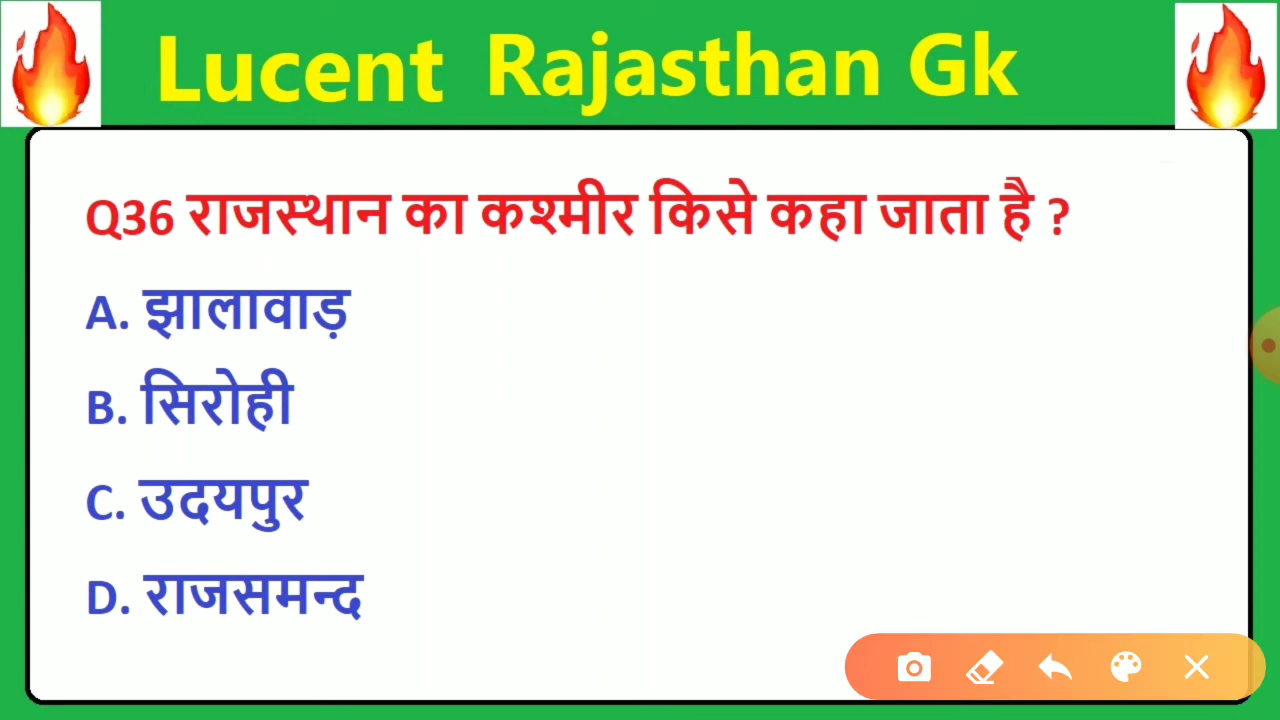 Lucent Rajasthan Gk
Q36 राजस्थान का कश्मीर किसे कहा जाता है ?
A. झालावाड़
B. सिरोही
C. उदयपुर
D. राजसमन्द